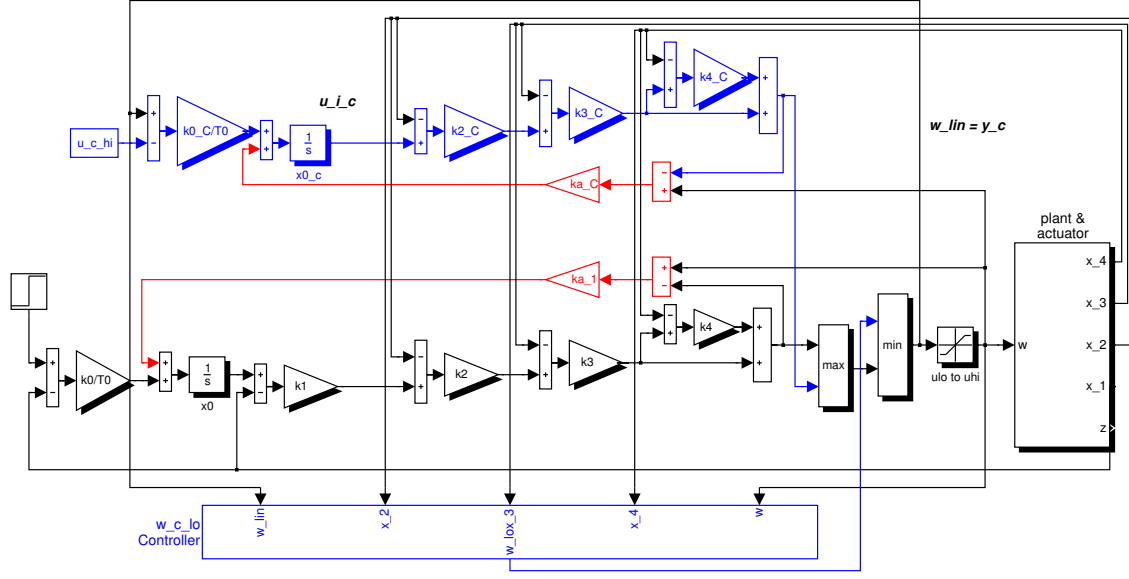 u_i_c
w_lin = y_c
u_c_hi
+
−
k0_C/T0
+
+
1
s
x0_c
−
+
k2_C
−
+
k3_C
−
+
k4_C
+
+
ka_C
−
+
plant &
actuator
x_4
x_3
x_2
x_1
z
w
ka_1
+
−
+
−
k0/T0
+
+
1
s
x0
+
−
k1
−
+
k2
−
+
k3
−
+
k4
+
+
max
min
ulo to uhi
w_c_lo
Controller
w_lin
x_2
w_lox_3
x_4
w